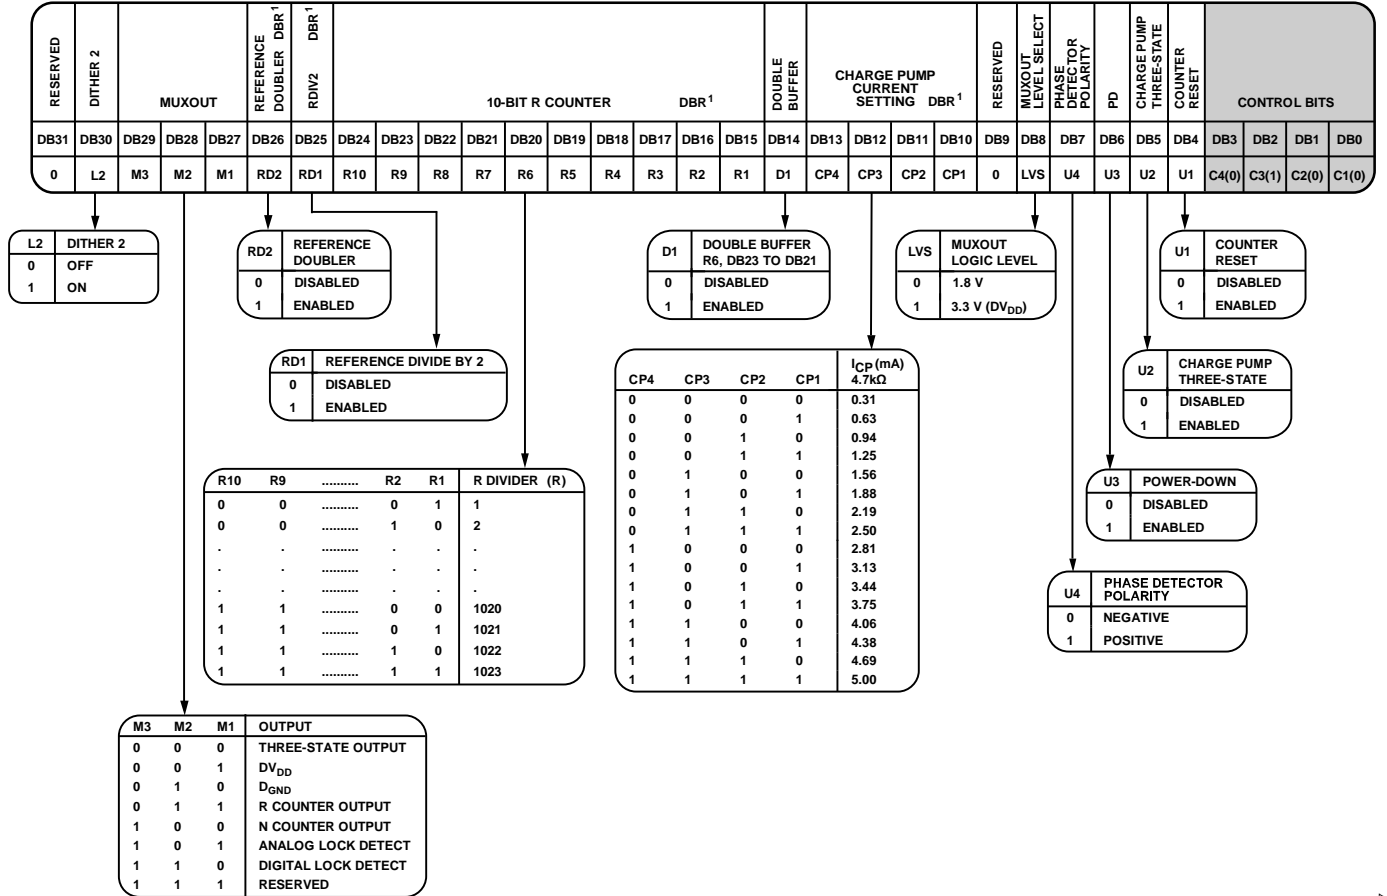 RESERVED
DITHER 2
MUXOUT
REFERENCE
DOUBLER DBR1
RDIV2 DBR1
10-BIT R COUNTER DBR1
DOUBLE
BUFFER
CHARGE PUMP
CURRENT
SETTING DBR1
RESERVED
MUXOUT
LEVEL SELECT
PHASE
DETECTOR
POLARITY
PD
CHARGE PUMP
THREE-STATE
COUNTER
RESET
CONTROL BITS
DB31 DB30 DB29 DB28 DB27 DB26 DB25 DB24 DB23 DB22 DB21 DB20 DB19 DB18 DB17 DB16 DB15 DB14 DB13 DB12 DB11 DB10 DB9 DB8 DB7 DB6 DB5 DB4 DB3 DB2 DB1 DB0
0 L2 M3 M2 M1 RD2 RD1 R10 R9 R8 R7 R6 R5 R4 R3 R2 R1 D1 CP4 CP3 CP2 CP1 0 LVS U4 U3 U2 U1 C4(0) C3(1) C2(0) C1(0)
L2 DITHER 2
0 OFF
1 ON
RD2 REFERENCE
DOUBLER
0 DISABLED
1 ENABLED
D1 DOUBLE BUFFER
R6, DB23 TO DB21
0 DISABLED
1 ENABLED
LVS MUXOUT
LOGIC LEVEL
0 1.8 V
1 3.3 V (DVDD)
U1 COUNTER
RESET
0 DISABLED
1 ENABLED
RD1 REFERENCE DIVIDE BY 2
0 DISABLED
1 ENABLED
CP4 CP3 CP2 CP1 ICP (mA)
4.7kΩ
0 0 0 0 0.31
0 0 0 1 0.63
0 0 1 0 0.94
0 0 1 1 1.25
0 1 0 0 1.56
0 1 0 1 1.88
0 1 1 0 2.19
0 1 1 1 2.50
1 0 0 0 2.81
1 0 0 1 3.13
1 0 1 0 3.44
1 0 1 1 3.75
1 1 0 0 4.06
1 1 0 1 4.38
1 1 1 0 4.69
1 1 1 1 5.00
U2 CHARGE PUMP
THREE-STATE
0 DISABLED
1 ENABLED
R10 R9 .......... R2 R1 R DIVIDER (R)
0 0 .......... 0 1 1
0 0 .......... 1 0 2
. . .......... . . .
. . .......... . . .
. . .......... . . .
1 1 .......... 0 0 1020
1 1 .......... 0 1 1021
1 1 .......... 1 0 1022
1 1 .......... 1 1 1023
U3 POWER-DOWN
0 DISABLED
1 ENABLED
U4 PHASE DETECTOR
POLARITY
0 NEGATIVE
1 POSITIVE
M3 M2 M1 OUTPUT
0 0 0 THREE-STATE OUTPUT
0 0 1 DVDD
0 1 0 DGND
0 1 1 R COUNTER OUTPUT
1 0 0 N COUNTER OUTPUT
1 0 1 ANALOG LOCK DETECT
1 1 0 DIGITAL LOCK DETECT
1 1 1 RESERVED